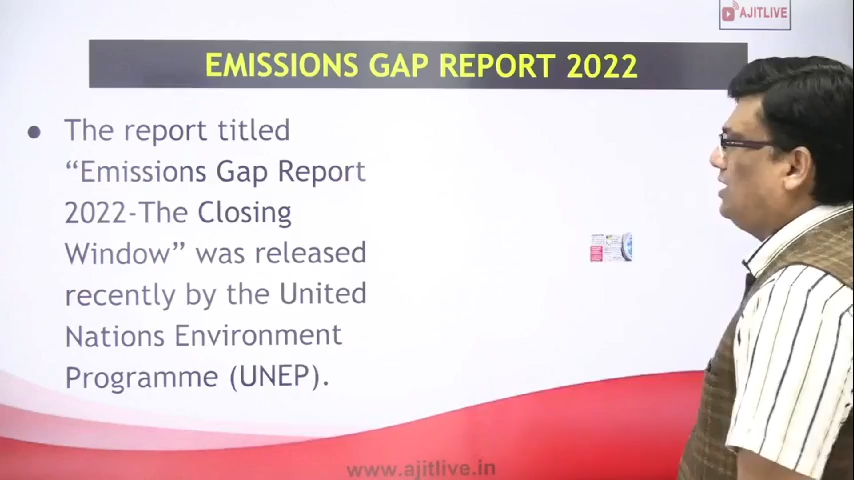 AJITLIVE
EMISSIONS GAP REPORT 2022
● The report titled
“Emissions Gap Report
2022-The Closing
Window” was released
recently by the United
Nations Environment
Programme (UNEP).
www.ajitlive.in